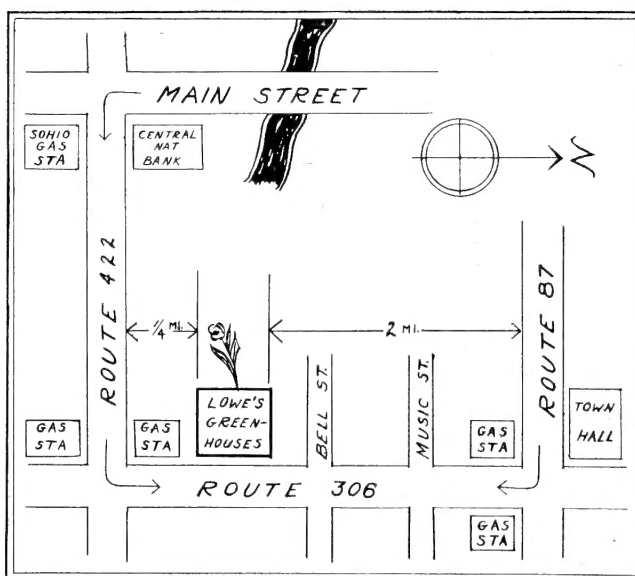 MAIN STREET
SOHIO
GAS
STA
CENTRAL
NAT
BANK
N
ROUTE 422
1/4 MI.
2 MI.
ROUTE 87
LOWE'S
GREEN-
HOUSES
BELL ST.
MUSIC ST.
GAS
STA
GAS
STA
GAS
STA
TOWN
HALL
ROUTE 306
GAS
STA